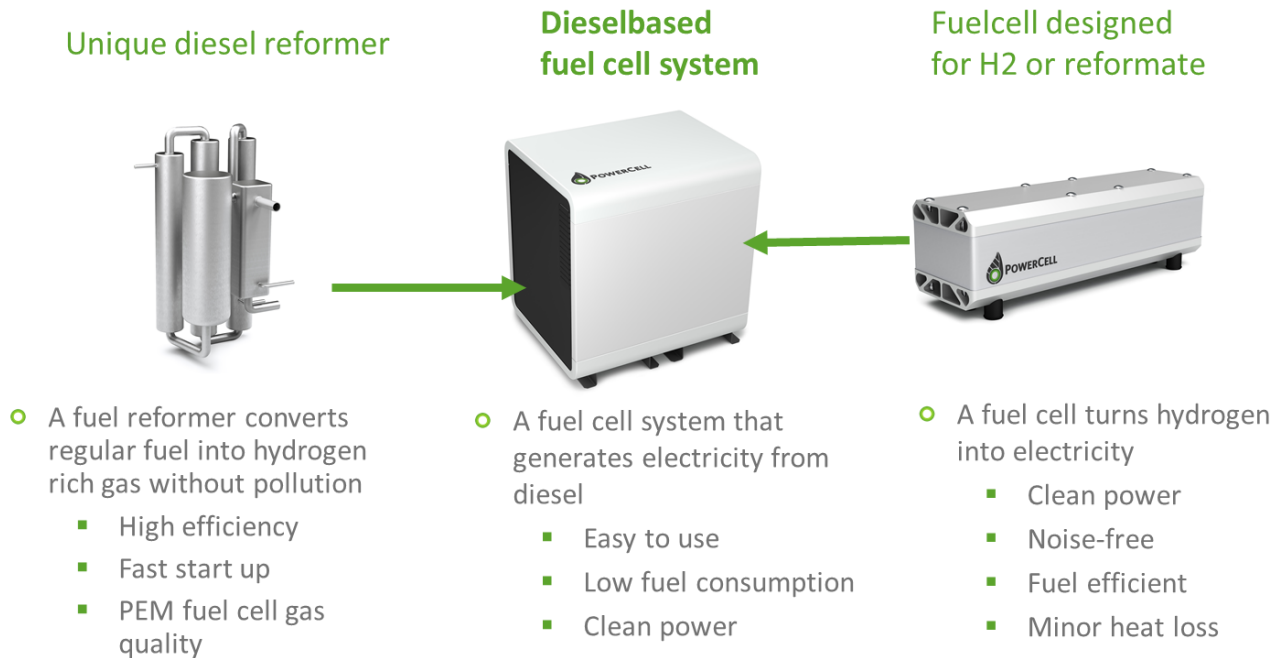 Unique diesel reformer
Dieselbased
fuel cell system
Fuelcell designed
for H2 or reformate
POWERCELL
POWERCELL
A fuel reformer converts
regular fuel into hydrogen
rich gas without pollution
High efficiency
Fast start up
PEM fuel cell gas
quality
A fuel cell system that
generates electricity from
diesel
Easy to use
Low fuel consumption
Clean power
A fuel cell turns hydrogen
into electricity
Clean power
Noise-free
Fuel efficient
Minor heat loss